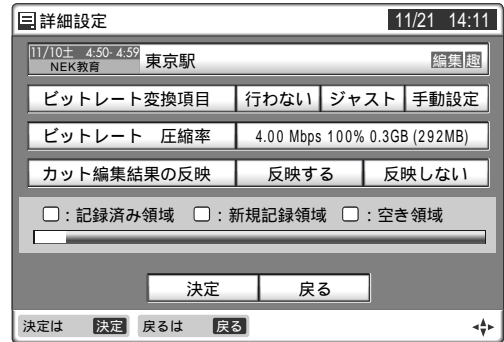 詳細設定 11/21 14:11
11/10土 4:50-4:59
NEK教育
東京駅 編集 趣
ビットレート変換項目 行わない ジャスト 手動設定
ビットレート 圧縮率 4.00 Mbps 100% 0.3GB (292MB)
カット編集結果の反映 反映する 反映しない
：記録済み領域 ：新規記録領域 ：空き領域
決定 戻る
決定は 決定 戻るは 戻る